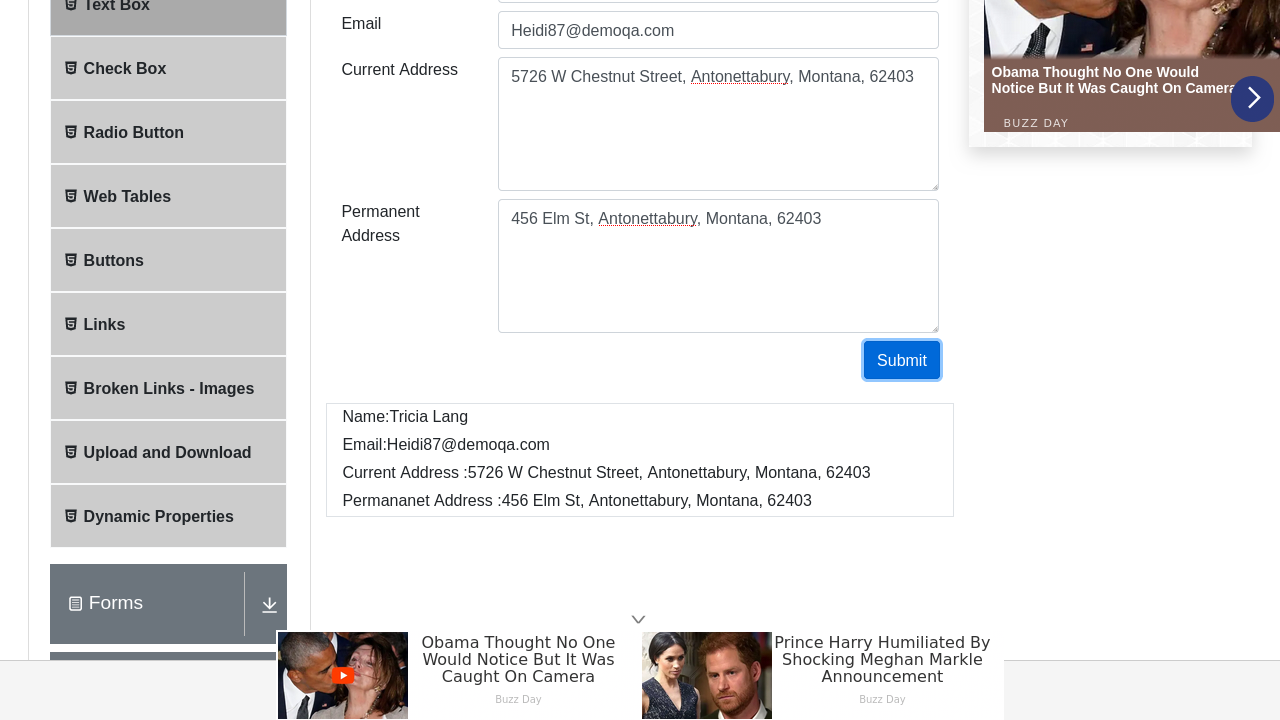 Text Box
Check Box
Radio Button
Web Tables
Buttons
Links
Broken Links - Images
Upload and Download
Dynamic Properties
Forms
Email
Heidi87@demoqa.com
Current Address
5726 W Chestnut Street, Antonettabury, Montana, 62403
Permanent
Address
456 Elm St, Antonettabury, Montana, 62403
Submit
Name:Tricia Lang
Email:Heidi87@demoqa.com
Current Address :5726 W Chestnut Street, Antonettabury, Montana, 62403
Permananet Address :456 Elm St, Antonettabury, Montana, 62403
Obama Thought No One Would
Notice But It Was Caught On Camera
BUZZ DAY
Obama Thought No One
Would Notice But It Was
Caught On Camera
Buzz Day
Prince Harry Humiliated By
Shocking Meghan Markle
Announcement
Buzz Day